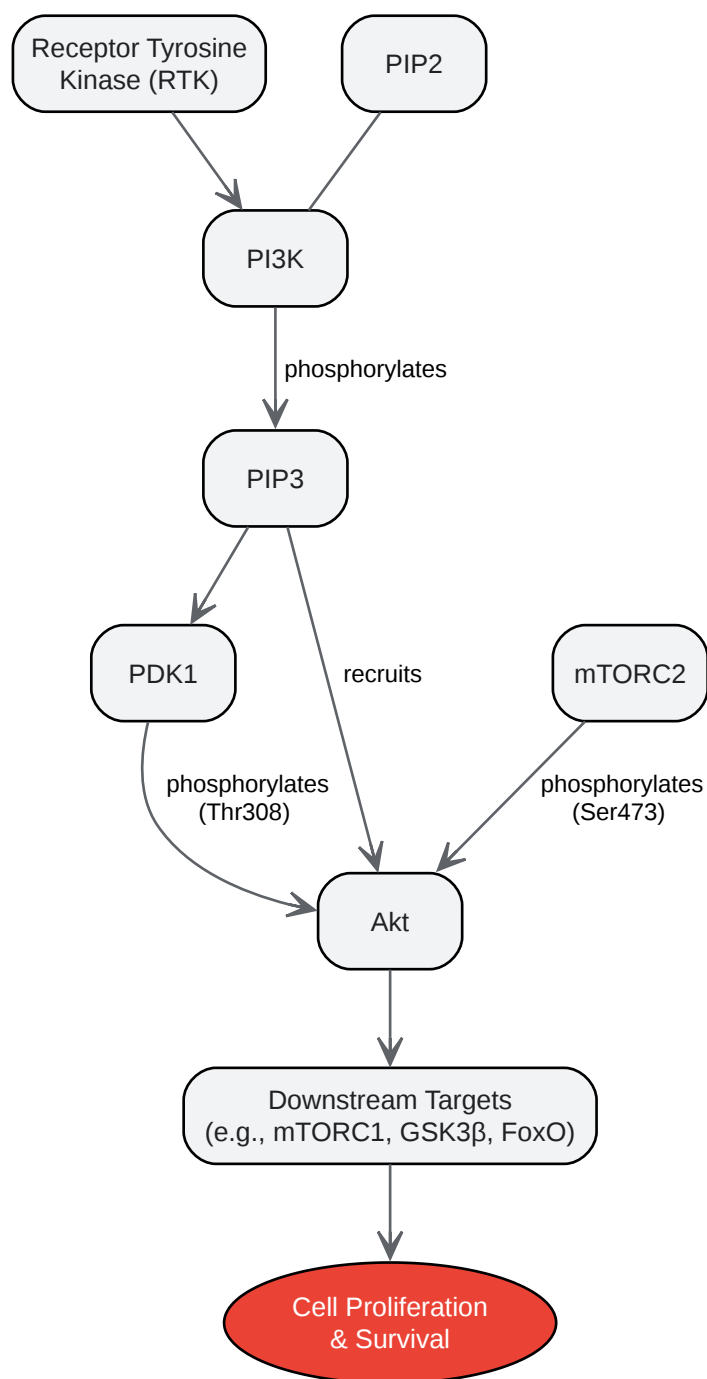 Receptor Tyrosine
Kinase (RTK)
PIP2
PI3K
phosphorylates
PIP3
PDK1
recruits
mTORC2
phosphorylates
(Thr308)
phosphorylates
(Ser473)
Akt
Downstream Targets
(e.g., mTORC1, GSK3β, FoxO)
Cell Proliferation
& Survival